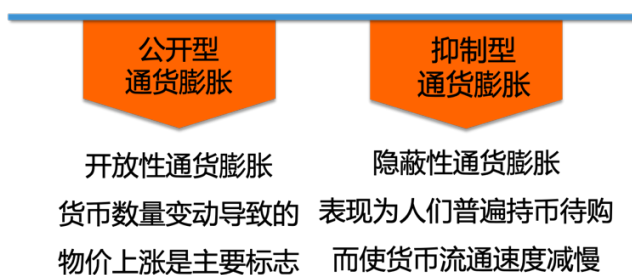 公开型
通货膨胀
抑制型
通货膨胀
开放性通货膨胀
货币数量变动导致的
物价上涨是主要标志
隐蔽性通货膨胀
表现为人们普遍持币待购
而使货币流通速度减慢